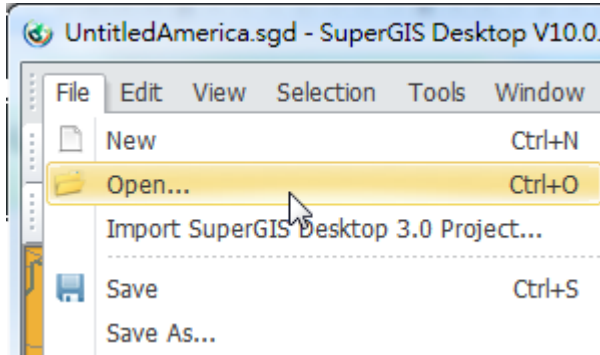 UntitledAmerica.sgd - SuperGIS Desktop V10.0.
File Edit View Selection Tools Window
New Ctrl+N
Open... Ctrl+O
Import SuperGIS Desktop 3.0 Project...
Save Ctrl+S
Save As...